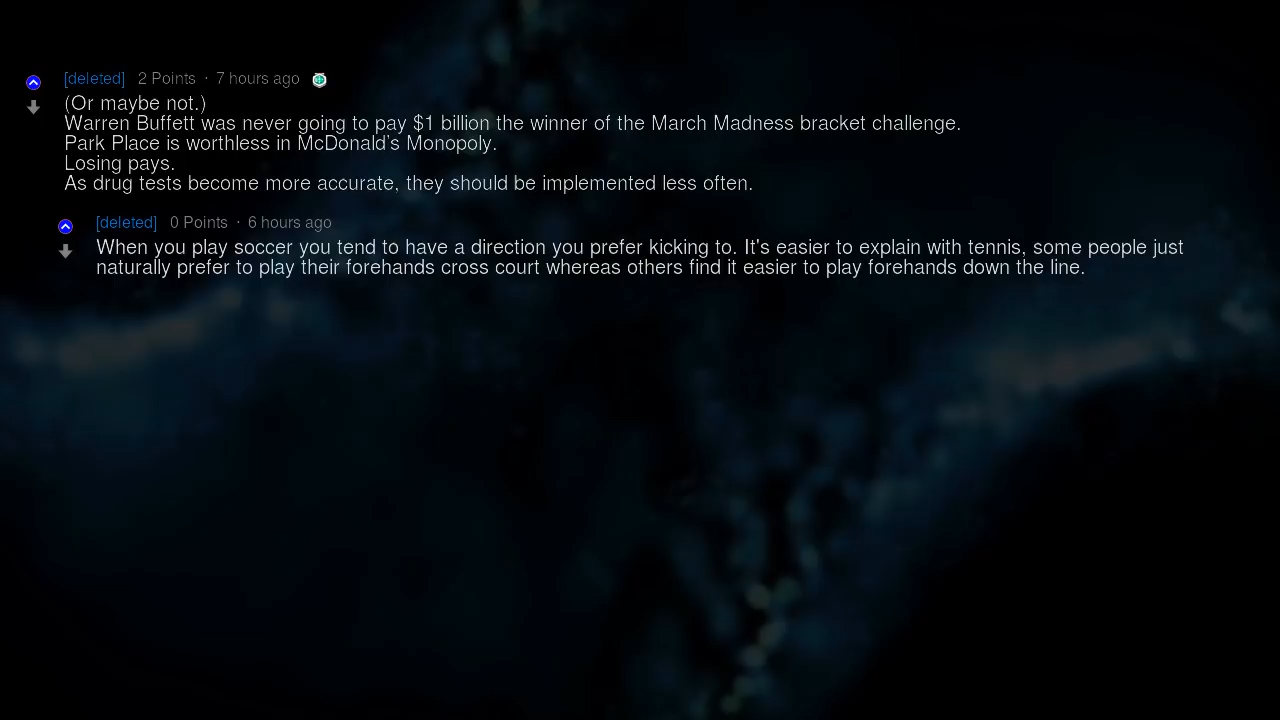 [deleted] 2 Points · 7 hours ago
(Or maybe not.)
Warren Buffett was never going to pay $1 billion the winner of the March Madness bracket challenge.
Park Place is worthless in McDonald's Monopoly.
Losing pays.
As drug tests become more accurate, they should be implemented less often.
[deleted] 0 Points · 6 hours ago
When you play soccer you tend to have a direction you prefer kicking to. It's easier to explain with tennis, some people just
naturally prefer to play their forehands cross court whereas others find it easier to play forehands down the line.